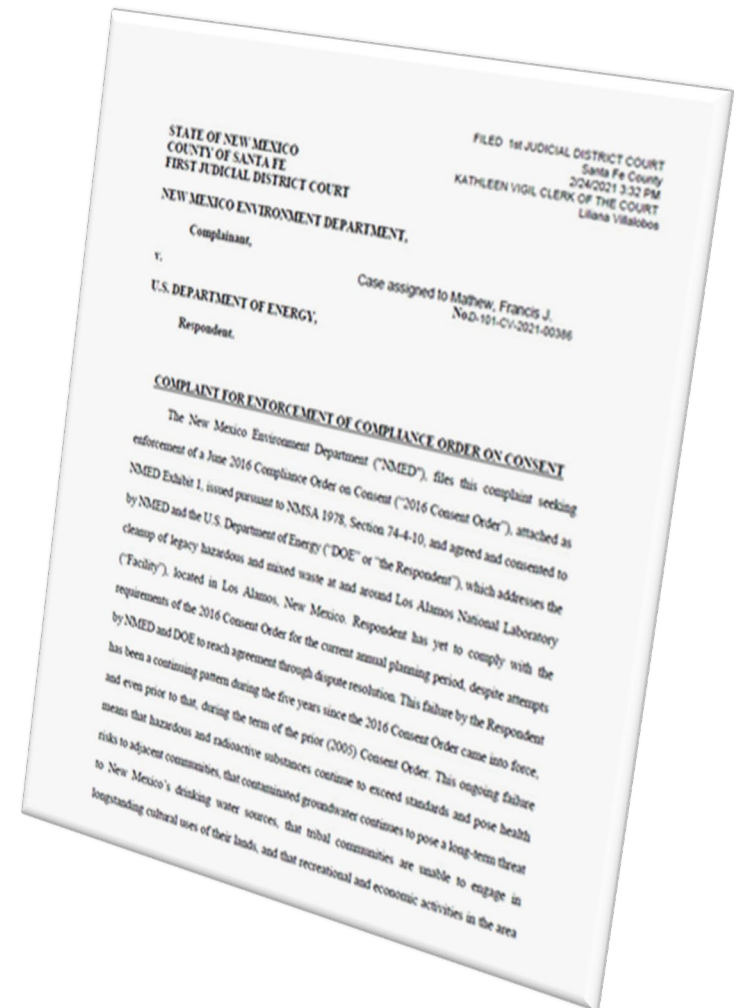 STATE OF NEW MEXICO
COUNTY OF SANTA FE
FIRST JUDICIAL DISTRICT COURT
FILED 1st JUDICIAL DISTRICT COURT
Santa Fe County
2/24/2021 3:32 PM
KATHLEEN VIGIL CLERK OF THE COURT
Liliana Villalobos
NEW MEXICO ENVIRONMENT DEPARTMENT,
Complainant,
v.
Case assigned to Mathew, Francis J.
No.D-101-CV-2021-00386
U.S. DEPARTMENT OF ENERGY,
Respondent.
COMPLAINT FOR ENFORCEMENT OF COMPLIANCE ORDER ON CONSENT
The New Mexico Environment Department ("NMED"), files this complaint seeking
enforcement of a June 2016 Compliance Order on Consent ("2016 Consent Order"), attached as
NMED Exhibit 1, issued pursuant to NMSA 1978, Section 74-4-10, and agreed and consented to
by NMED and the U.S. Department of Energy ("DOE" or "the Respondent"), which addresses the
cleanup of legacy hazardous and mixed waste at and around Los Alamos National Laboratory
("Facility"), located in Los Alamos, New Mexico. Respondent has yet to comply with the
requirements of the 2016 Consent Order for the current annual planning period, despite attempts
by NMED and DOE to reach agreement through dispute resolution. This failure by the Respondent
has been a continuing pattern during the five years since the 2016 Consent Order came into force,
and even prior to that, during the term of the prior (2005) Consent Order. This ongoing failure
means that hazardous and radioactive substances continue to exceed standards and pose health
risks to adjacent communities, that contaminated groundwater continues to pose a long-term threat
to New Mexico's drinking water sources, that tribal communities are unable to engage in
longstanding cultural uses of their lands, and that recreational and economic activities in the area